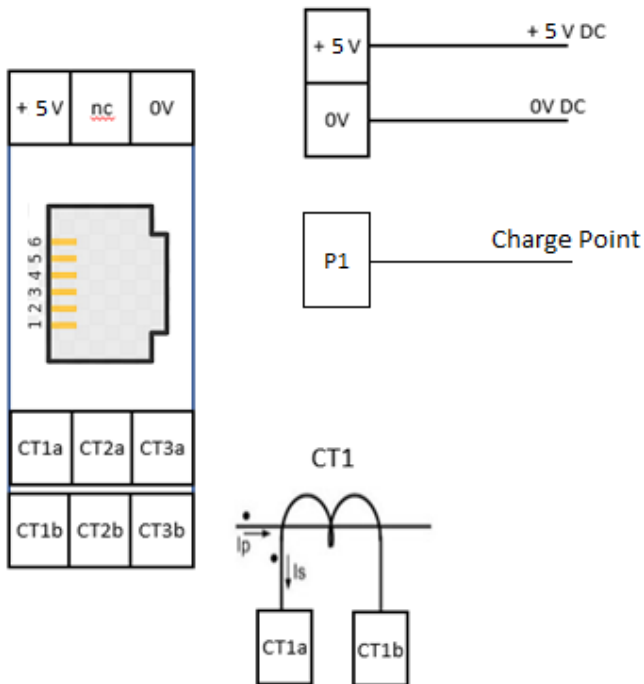 + 5 V nc 0V
1 2 3 4 5 6
CT1a CT2a CT3a
CT1b CT2b CT3b
+ 5 V + 5 V DC
0V 0V DC
P1 Charge Point
CT1
Ip
Is
CT1a CT1b